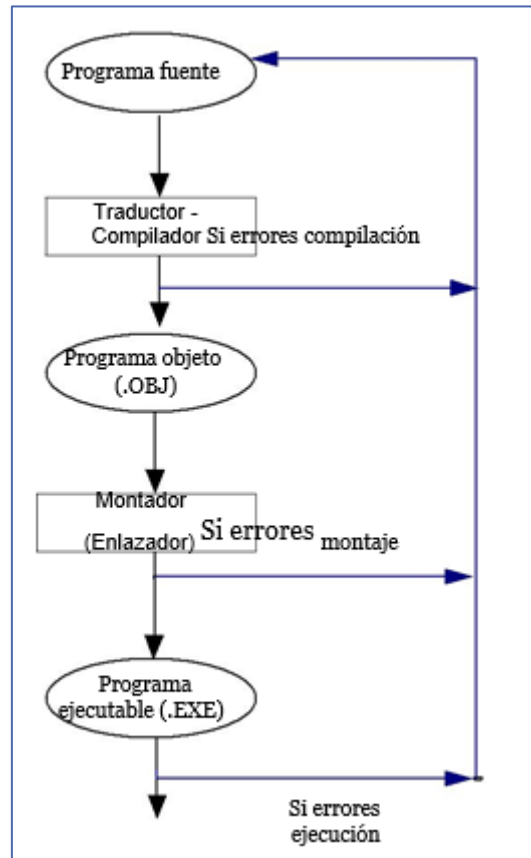 Programa fuente
Traductor -
Compilador Si errores compilación
Programa objeto
(.OBJ)
Montador
(Enlazador) Si errores montaje
Programa
ejecutable (.EXE)
Si errores
ejecución